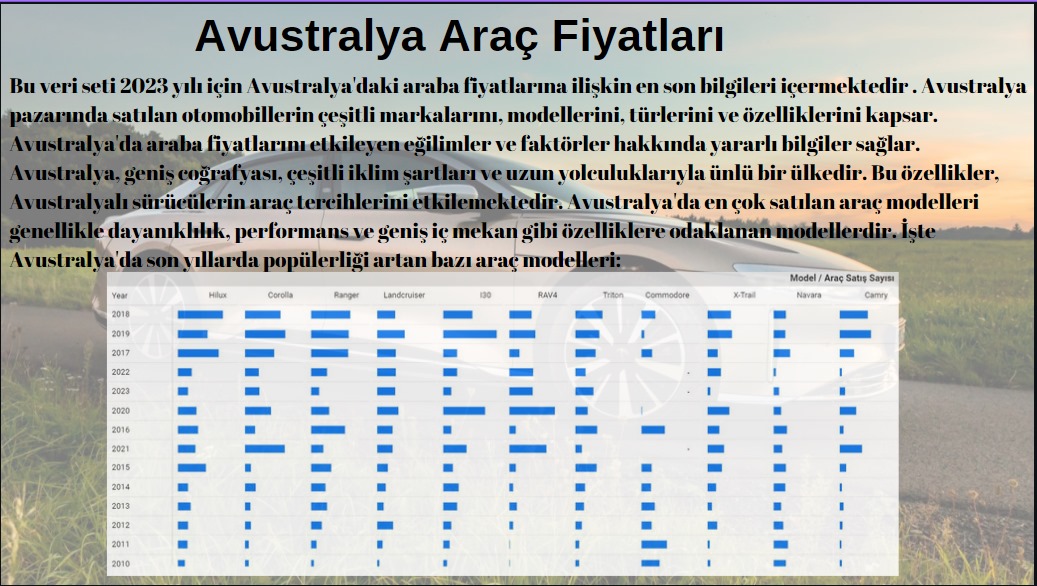 Avustralya Araç Fiyatları
Bu veri seti 2023 yılı için Avustralya'daki araba fiyatlarına ilişkin en son bilgileri içermektedir . Avustralya
pazarında satılan otomobillerin çeşitli markalarını, modellerini, türlerini ve özelliklerini kapsar.
Avustralya'da araba fiyatlarını etkileyen eğilimler ve faktörler hakkında yararlı bilgiler sağlar.
Avustralya, geniş coğrafyası, çeşitli iklim şartları ve uzun yolculuklarıyla ünlü bir ülkedir. Bu özellikler,
Avustralyalı sürücülerin araç tercihlerini etkilemektedir. Avustralya'da en çok satılan araç modelleri
genellikle dayanıklılık, performans ve geniş iç mekan gibi özelliklere odaklanan modellerdir. İşte
Avustralya'da son yıllarda popülerliği artan bazı araç modelleri:
Model / Araç Satış Sayısı
Year Hilux Corolla Ranger Landcruiser I30 RAV4 Triton Commodore X-Trail Navara Camry
2018
2019
2017
2022
2023
2020
2016
2021
2015
2014
2013
2012
2011
2010